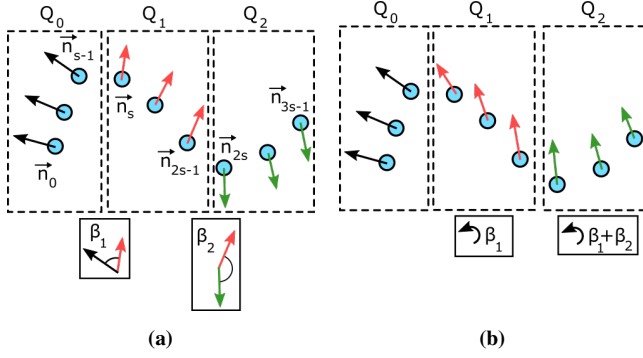 Q₀ Q₁ Q₂
n⃗ₛ₋₁
n⃗ₛ
n⃗₃ₛ₋₁
n⃗₀
n⃗₂ₛ₋₁
n⃗₂ₛ
β₁
β₂
(a)
Q₀ Q₁ Q₂
β₁
β₁+β₂
(b)